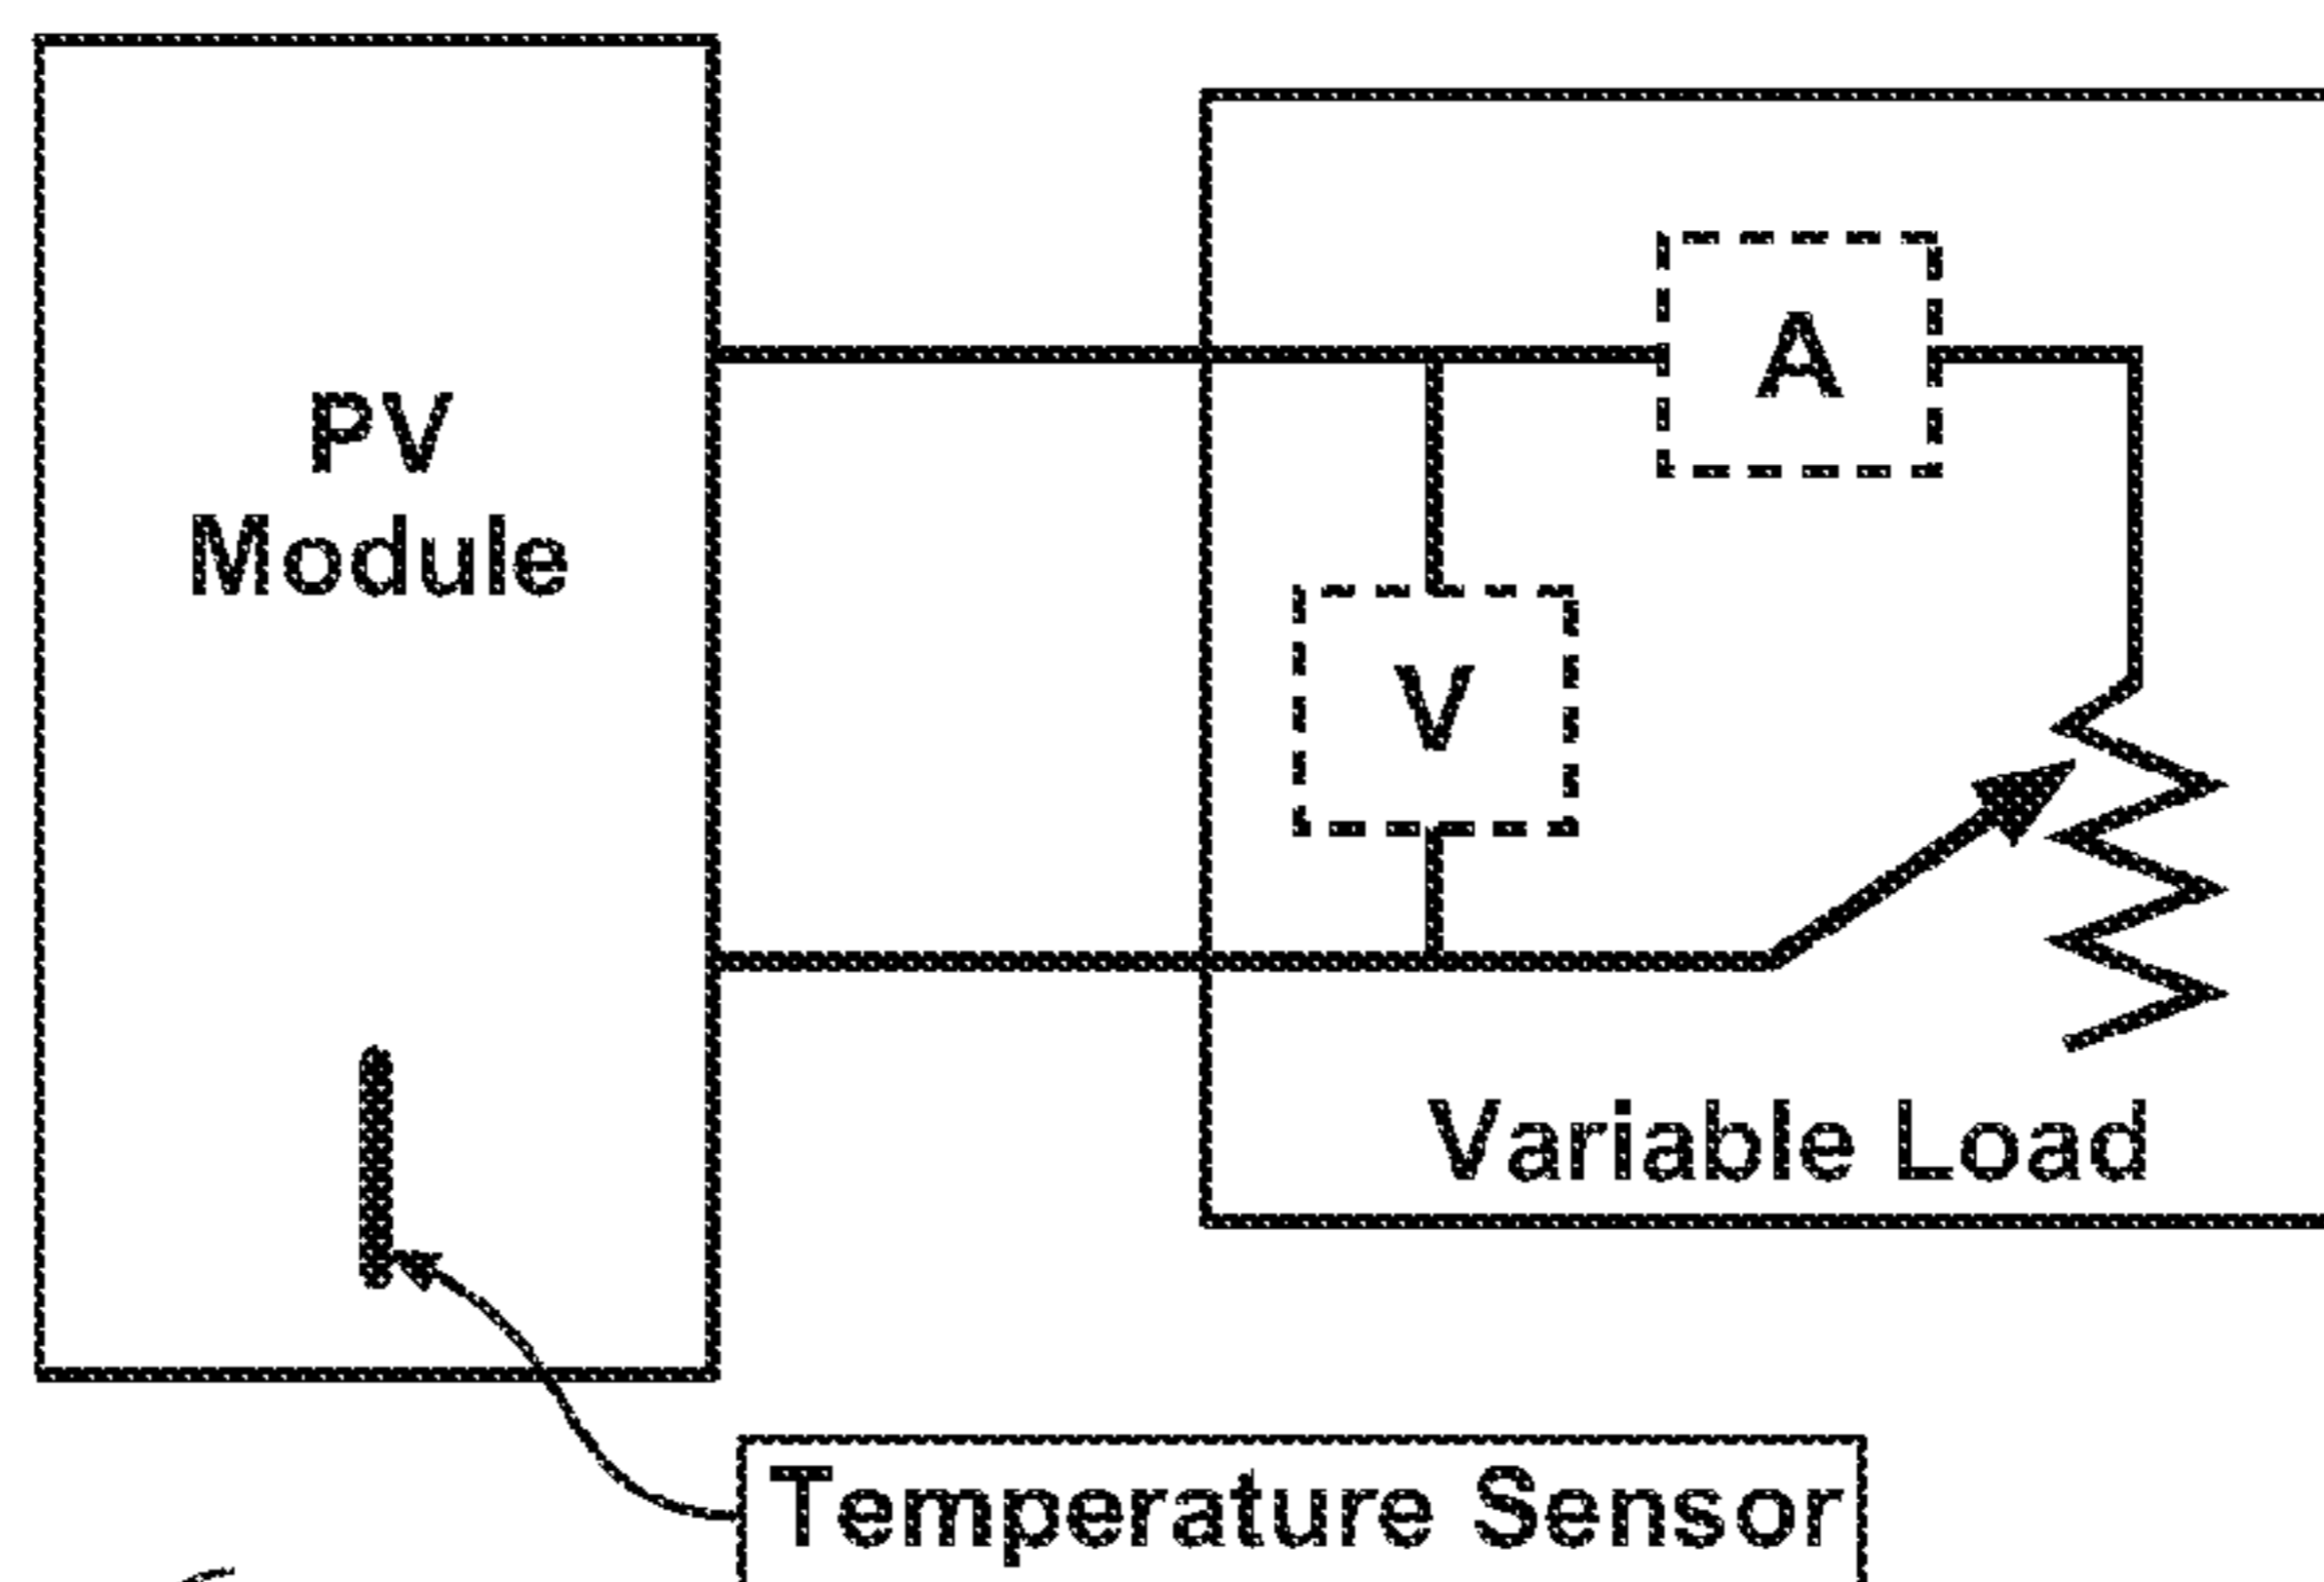 PV
Module
A
V
Variable Load
Temperature Sensor